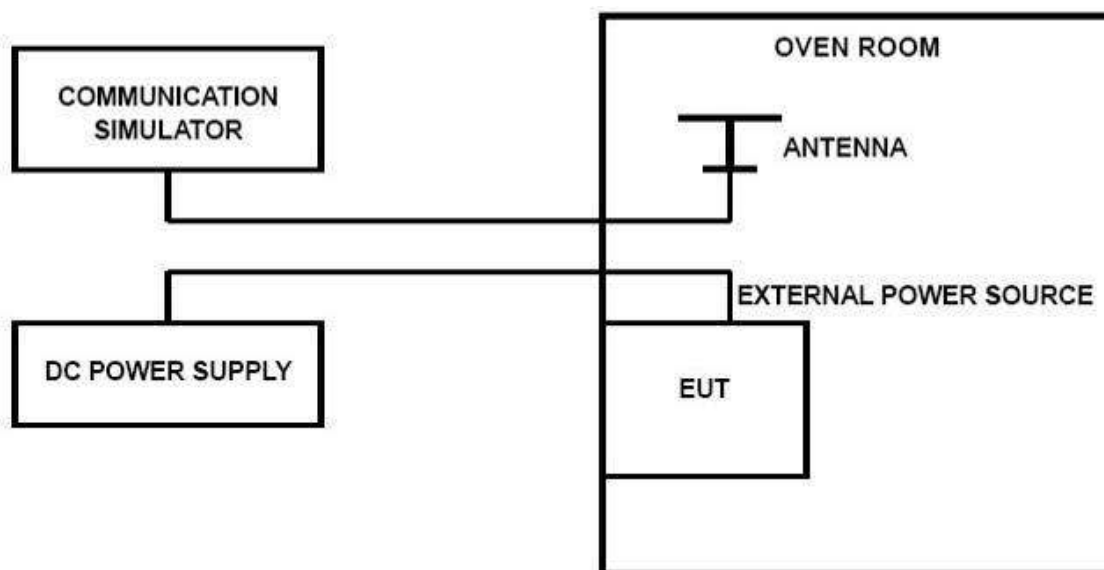 OVEN ROOM
COMMUNICATION
SIMULATOR
ANTENNA
EXTERNAL POWER SOURCE
DC POWER SUPPLY
EUT